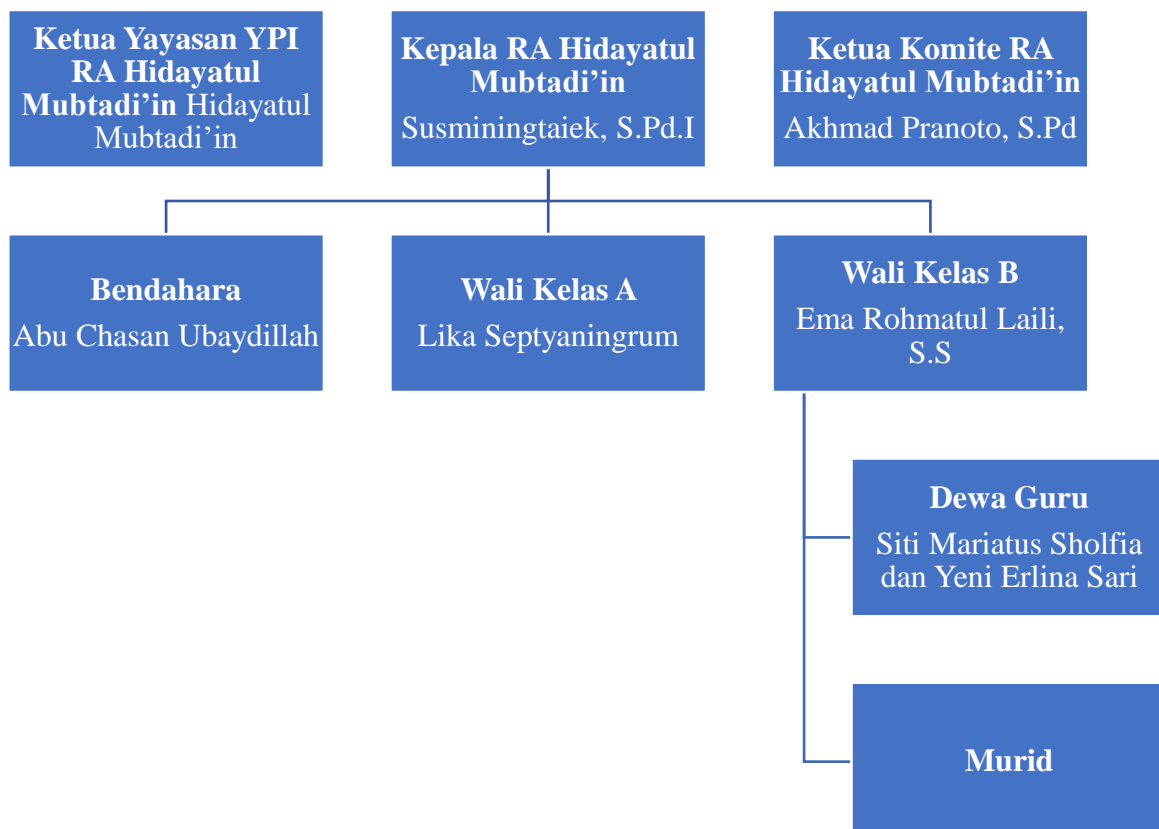 Ketua Yayasan YPI
RA Hidayatul
Mubtadi’in Hidayatul
Mubtadi’in
Kepala RA Hidayatul
Mubtadi’in
Susminingtaiek, S.Pd.I
Ketua Komite RA
Hidayatul Mubtadi’in
Akhmad Pranoto, S.Pd
Bendahara
Abu Chasan Ubaydillah
Wali Kelas A
Lika Septyaningrum
Wali Kelas B
Ema Rohmatul Laili,
S.S
Dewa Guru
Siti Mariatus Sholfia
dan Yeni Erlina Sari
Murid